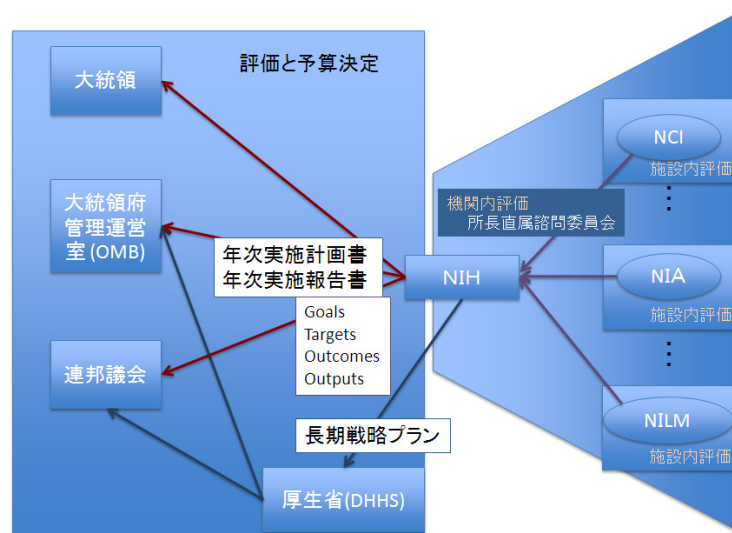 評価と予算決定
大統領
大統領府
管理運営
室(OMB)
連邦議会
年次実施計画書
年次実施報告書
Goals
Targets
Outcomes
Outputs
長期戦略プラン
厚生省(DHHS)
NIH
機関内評価
所長直属諮問委員会
NCI
施設内評価
NIA
施設内評価
NILM
施設内評価